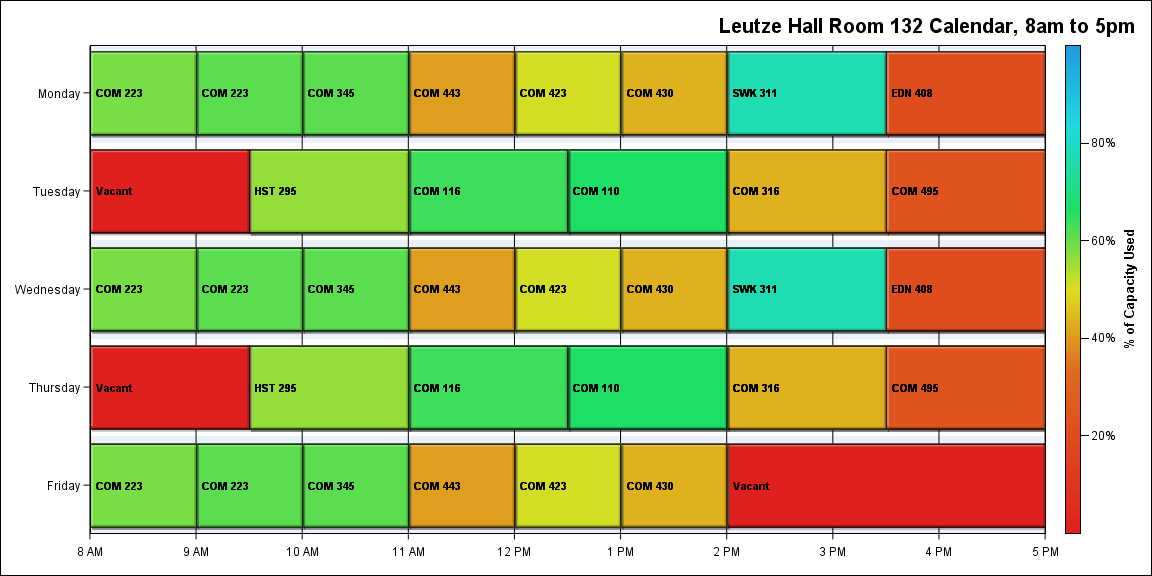 Leutze Hall Room 132 Calendar, 8am to 5pm
Monday
COM 223
COM 223
COM 345
COM 443
COM 423
COM 430
SWK 311
EDN 408
Tuesday
Vacant
HST 295
COM 116
COM 110
COM 316
COM 495
Wednesday
COM 223
COM 223
COM 345
COM 443
COM 423
COM 430
SWK 311
EDN 408
Thursday
Vacant
HST 295
COM 116
COM 110
COM 316
COM 495
Friday
COM 223
COM 223
COM 345
COM 443
COM 423
COM 430
Vacant
8 AM
9 AM
10 AM
11 AM
12 PM
1 PM
2 PM
3 PM
4 PM
5 PM
80%
60%
40%
20%
% of Capacity Used